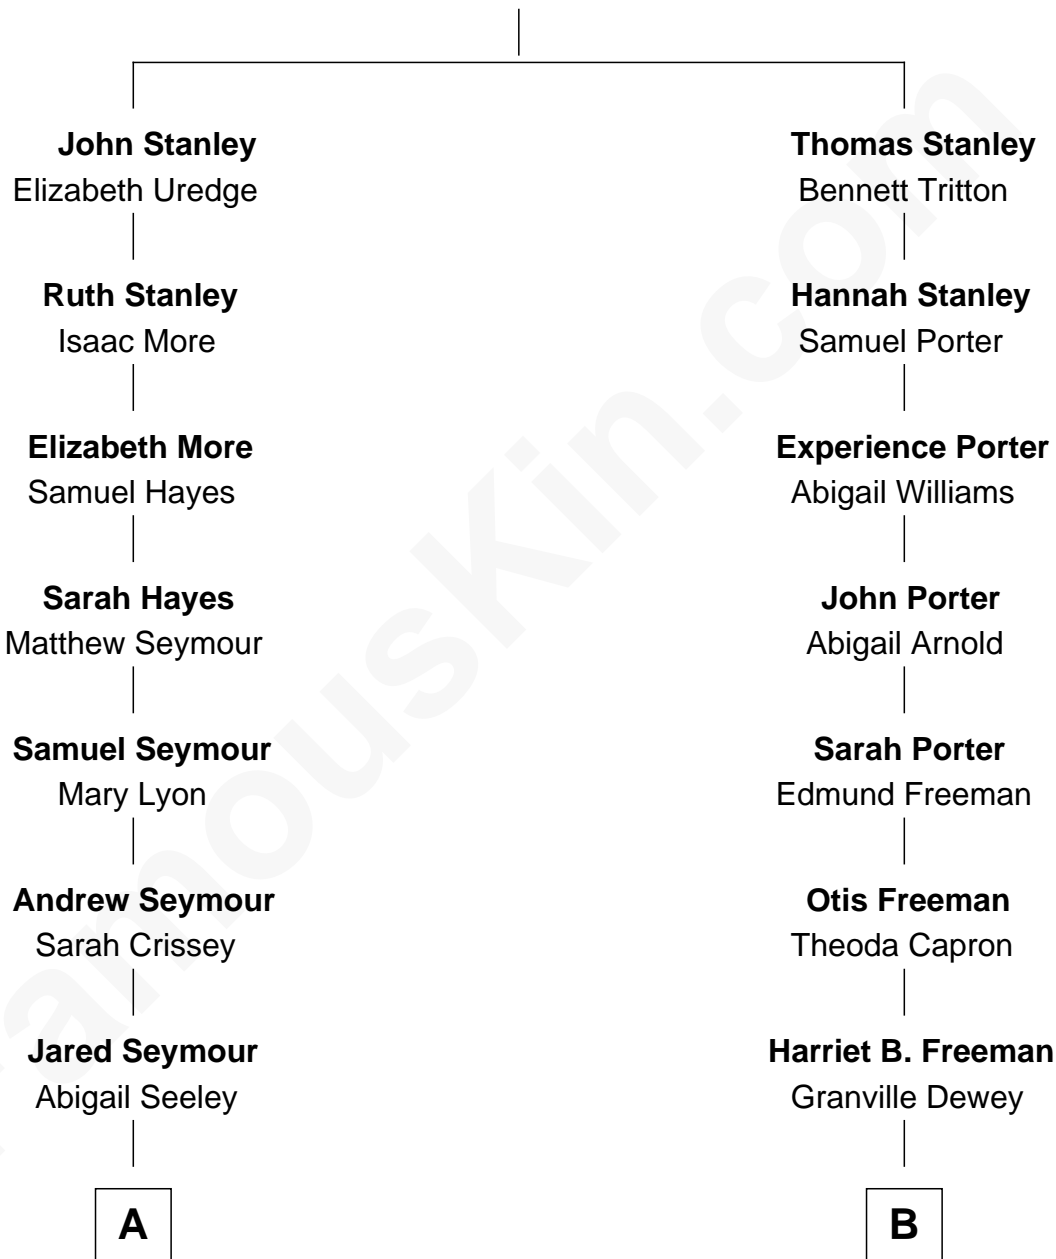 John Stanley
Elizabeth Uredge
Ruth Stanley
Isaac More
Elizabeth More
Samuel Hayes
Sarah Hayes
Matthew Seymour
Samuel Seymour
Mary Lyon
Andrew Seymour
Sarah Crissey
Jared Seymour
Abigail Seeley
A
Thomas Stanley
Bennett Tritton
Hannah Stanley
Samuel Porter
Experience Porter
Abigail Williams
John Porter
Abigail Arnold
Sarah Porter
Edmund Freeman
Otis Freeman
Theoda Capron
Harriet B. Freeman
Granville Dewey
B
FamousKin.com